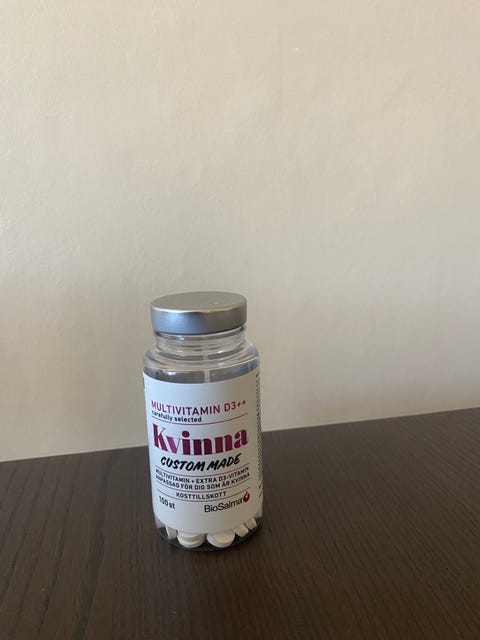 MULTIVITAMIN D3++
carefully selected
Kvinna
CUSTOM MADE
MULTIVITAMIN + EXTRA D3-VITAMIN
ANPASSAD FÖR DIG SOM ÄR KVINNA
KOSTTILLSKOTT
100 st
BioSalma